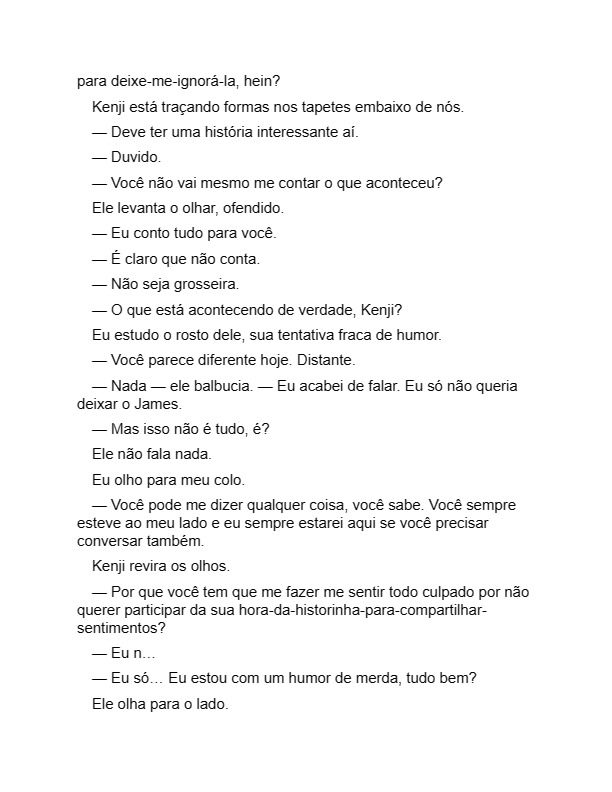 para deixe-me-ignorá-la, hein?
Kenji está traçando formas nos tapetes embaixo de nós.
— Deve ter uma história interessante aí.
— Duvido.
— Você não vai mesmo me contar o que aconteceu?
Ele levanta o olhar, ofendido.
— Eu conto tudo para você.
— É claro que não conta.
— Não seja grosseira.
— O que está acontecendo de verdade, Kenji?
Eu estudo o rosto dele, sua tentativa fraca de humor.
— Você parece diferente hoje. Distante.
— Nada — ele balbucia. — Eu acabei de falar. Eu só não queria
deixar o James.
— Mas isso não é tudo, é?
Ele não fala nada.
Eu olho para meu colo.
— Você pode me dizer qualquer coisa, você sabe. Você sempre
esteve ao meu lado e eu sempre estarei aqui se você precisar
conversar também.
Kenji revira os olhos.
— Por que você tem que me fazer me sentir todo culpado por não
querer participar da sua hora-da-historinha-para-compartilhar-
sentimentos?
— Eu n…
— Eu só… Eu estou com um humor de merda, tudo bem?
Ele olha para o lado.